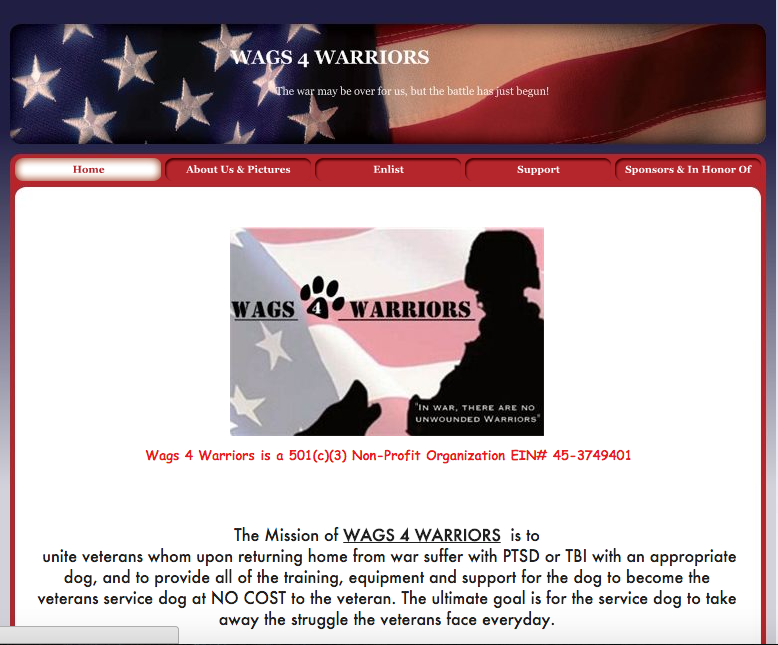 WAGS 4 WARRIORS
The war may be over for us, but the battle has just begun!
Home About Us & Pictures Enlist Support Sponsors & In Honor Of
WAGS 4 WARRIORS
"IN WAR, THERE ARE NO
UNWOUNDED WARRIORS"
Wags 4 Warriors is a 501(c)(3) Non-Profit Organization EIN# 45-3749401
The Mission of WAGS 4 WARRIORS is to
unite veterans whom upon returning home from war suffer with PTSD or TBI with an appropriate
dog, and to provide all of the training, equipment and support for the dog to become the
veterans service dog at NO COST to the veteran. The ultimate goal is for the service dog to take
away the struggle the veterans face everyday.